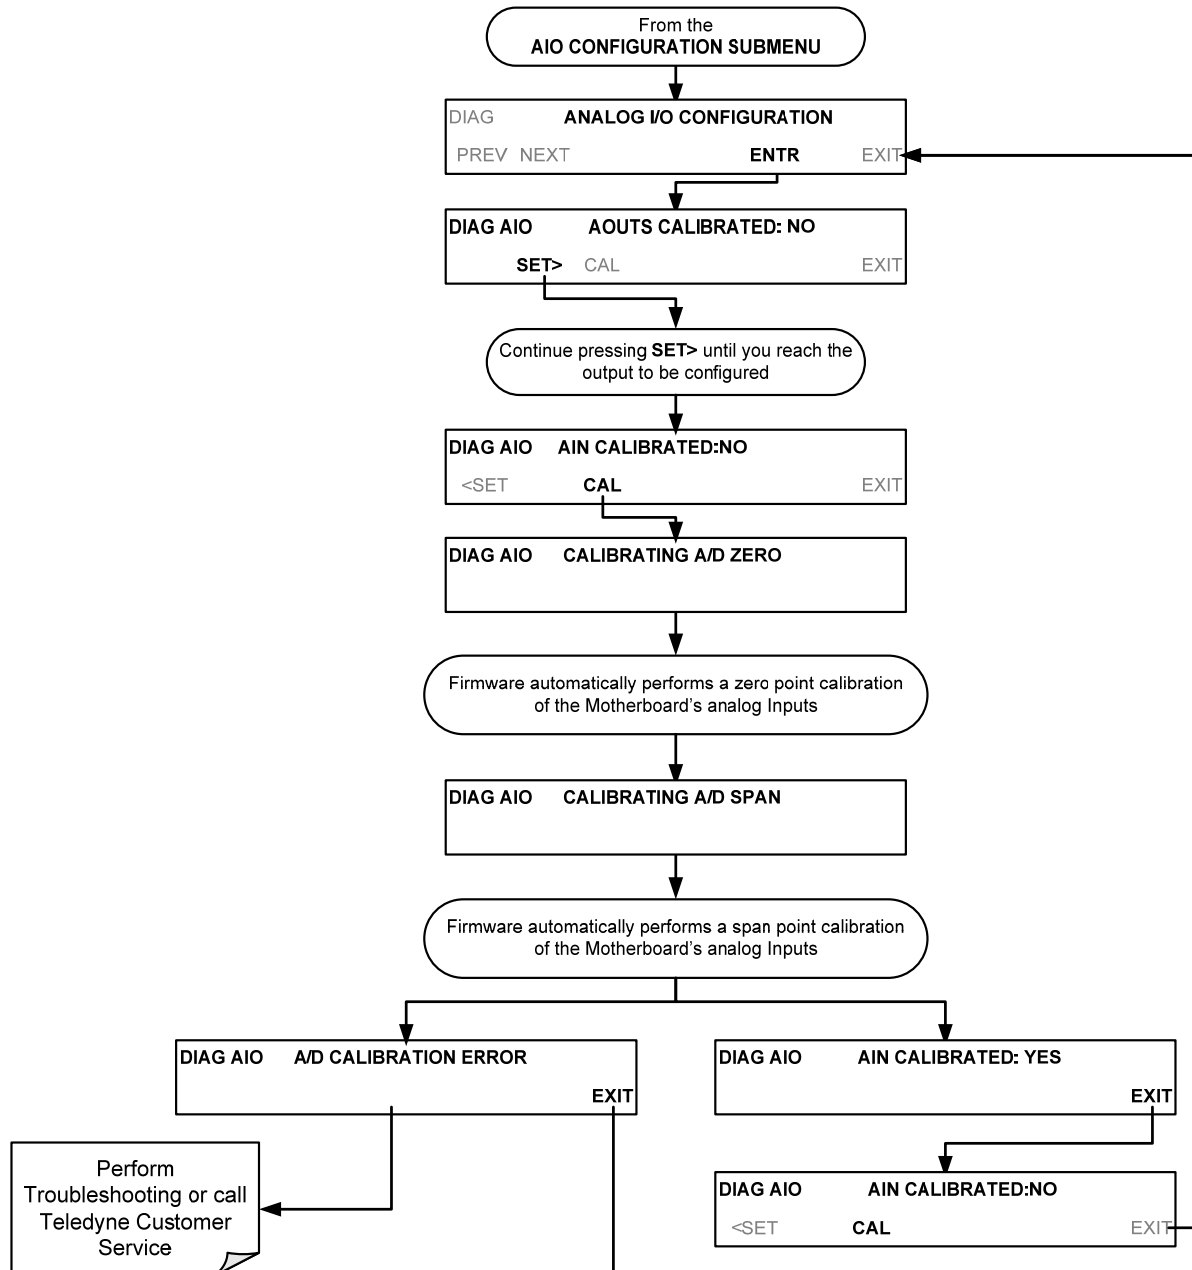 From the
AIO CONFIGURATION SUBMENU
DIAG ANALOG I/O CONFIGURATION
PREV NEXT ENTR EXIT
DIAG AIO AOUTS CALIBRATED: NO
SET> CAL EXIT
Continue pressing SET> until you reach the
output to be configured
DIAG AIO AIN CALIBRATED:NO
<SET CAL EXIT
DIAG AIO CALIBRATING A/D ZERO
Firmware automatically performs a zero point calibration
of the Motherboard's analog Inputs
DIAG AIO CALIBRATING A/D SPAN
Firmware automatically performs a span point calibration
of the Motherboard's analog Inputs
DIAG AIO A/D CALIBRATION ERROR
EXIT
DIAG AIO AIN CALIBRATED: YES
EXIT
Perform
Troubleshooting or call
Teledyne Customer
Service
DIAG AIO AIN CALIBRATED:NO
<SET CAL EXIT